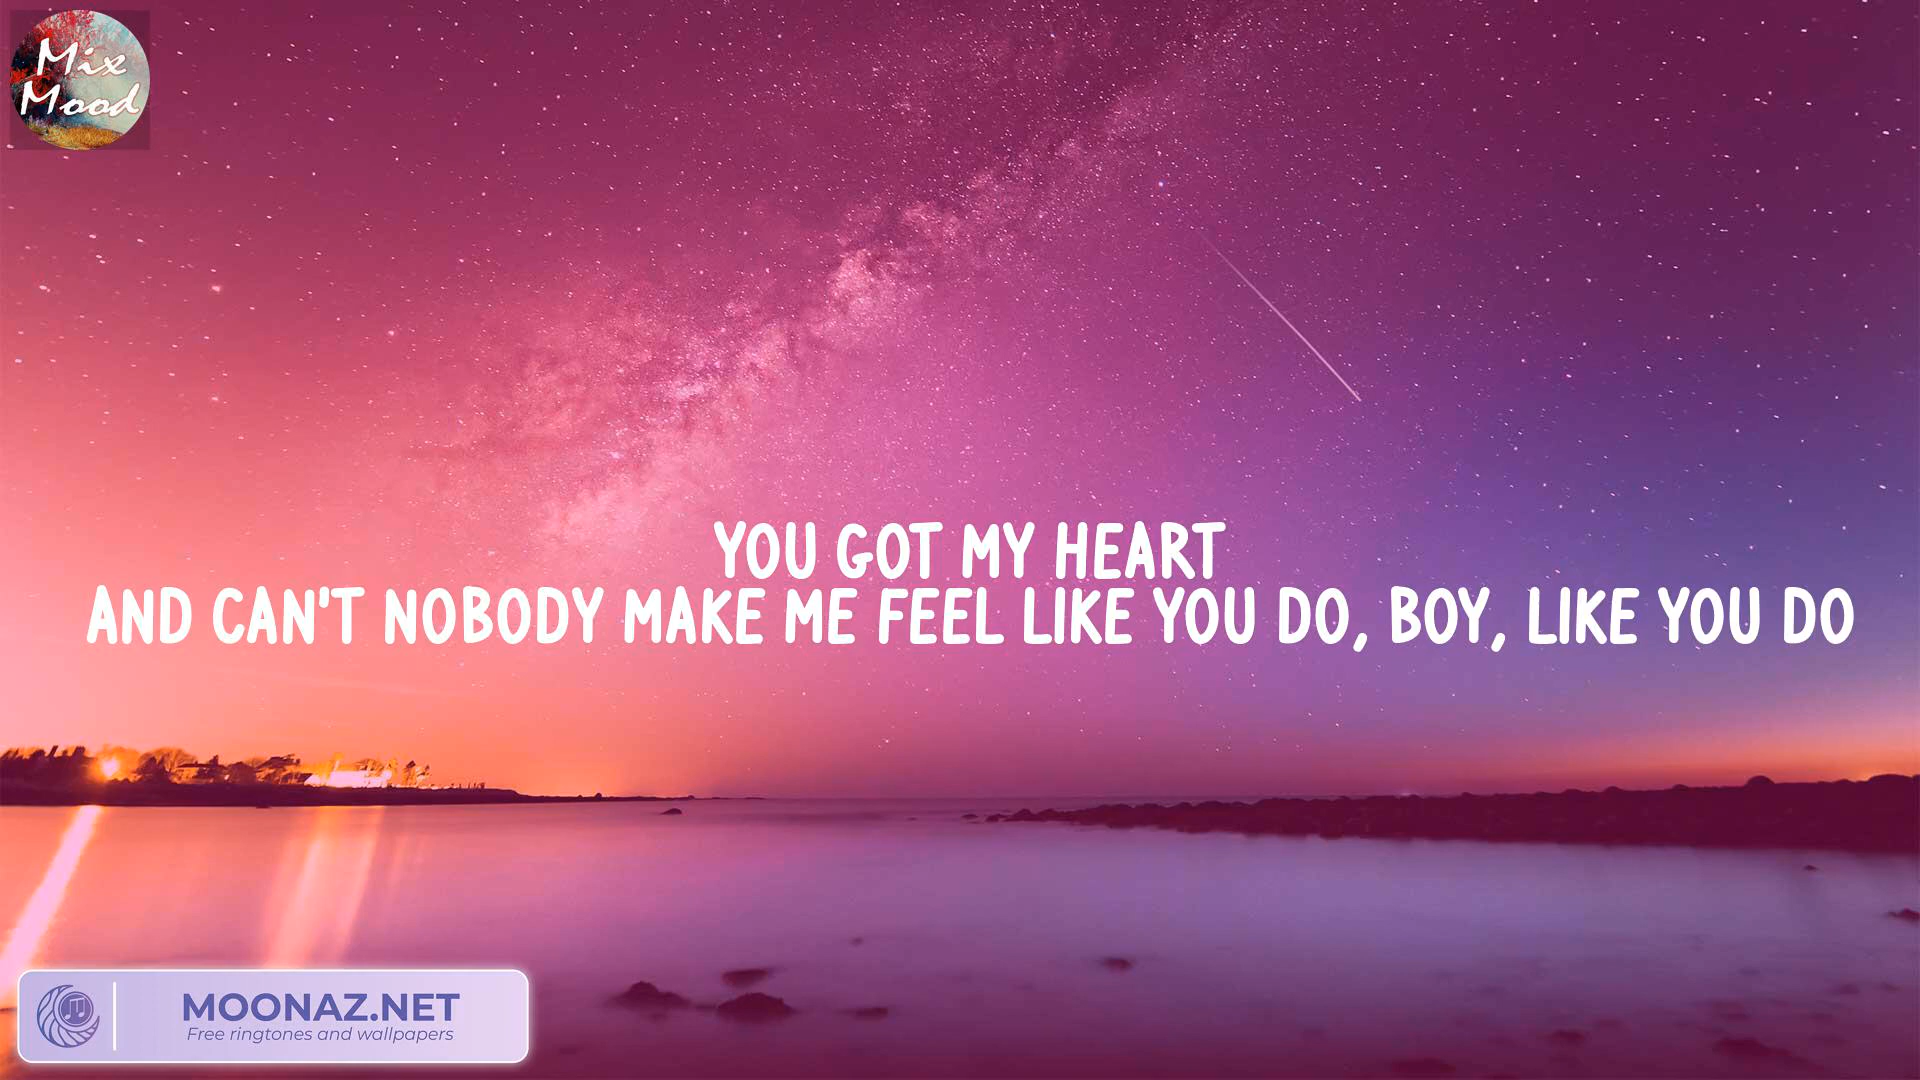 Mix
Mood
YOU GOT MY HEART
AND CAN'T NOBODY MAKE ME FEEL LIKE YOU DO, BOY, LIKE YOU DO
MOONAZ.NET
Free ringtones and wallpapers